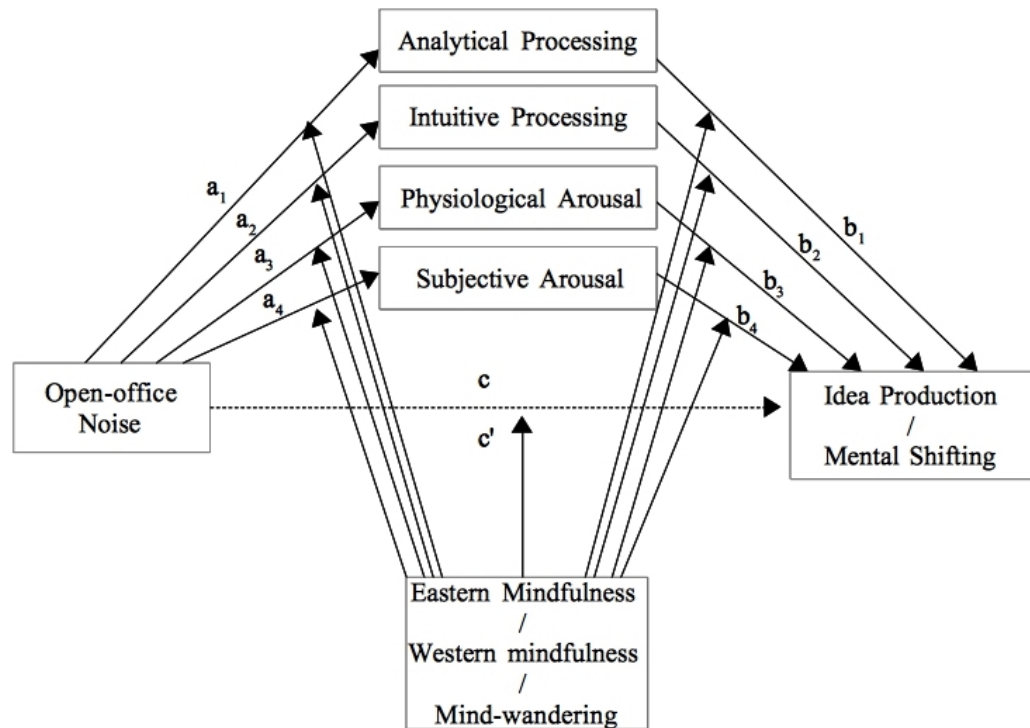 Analytical Processing
Intuitive Processing
Physiological Arousal
Subjective Arousal
a₁
a₂
a₃
a₄
b₁
b₂
b₃
b₄
Open-office
Noise
c
c'
Idea Production
/
Mental Shifting
Eastern Mindfulness
/
Western mindfulness
/
Mind-wandering